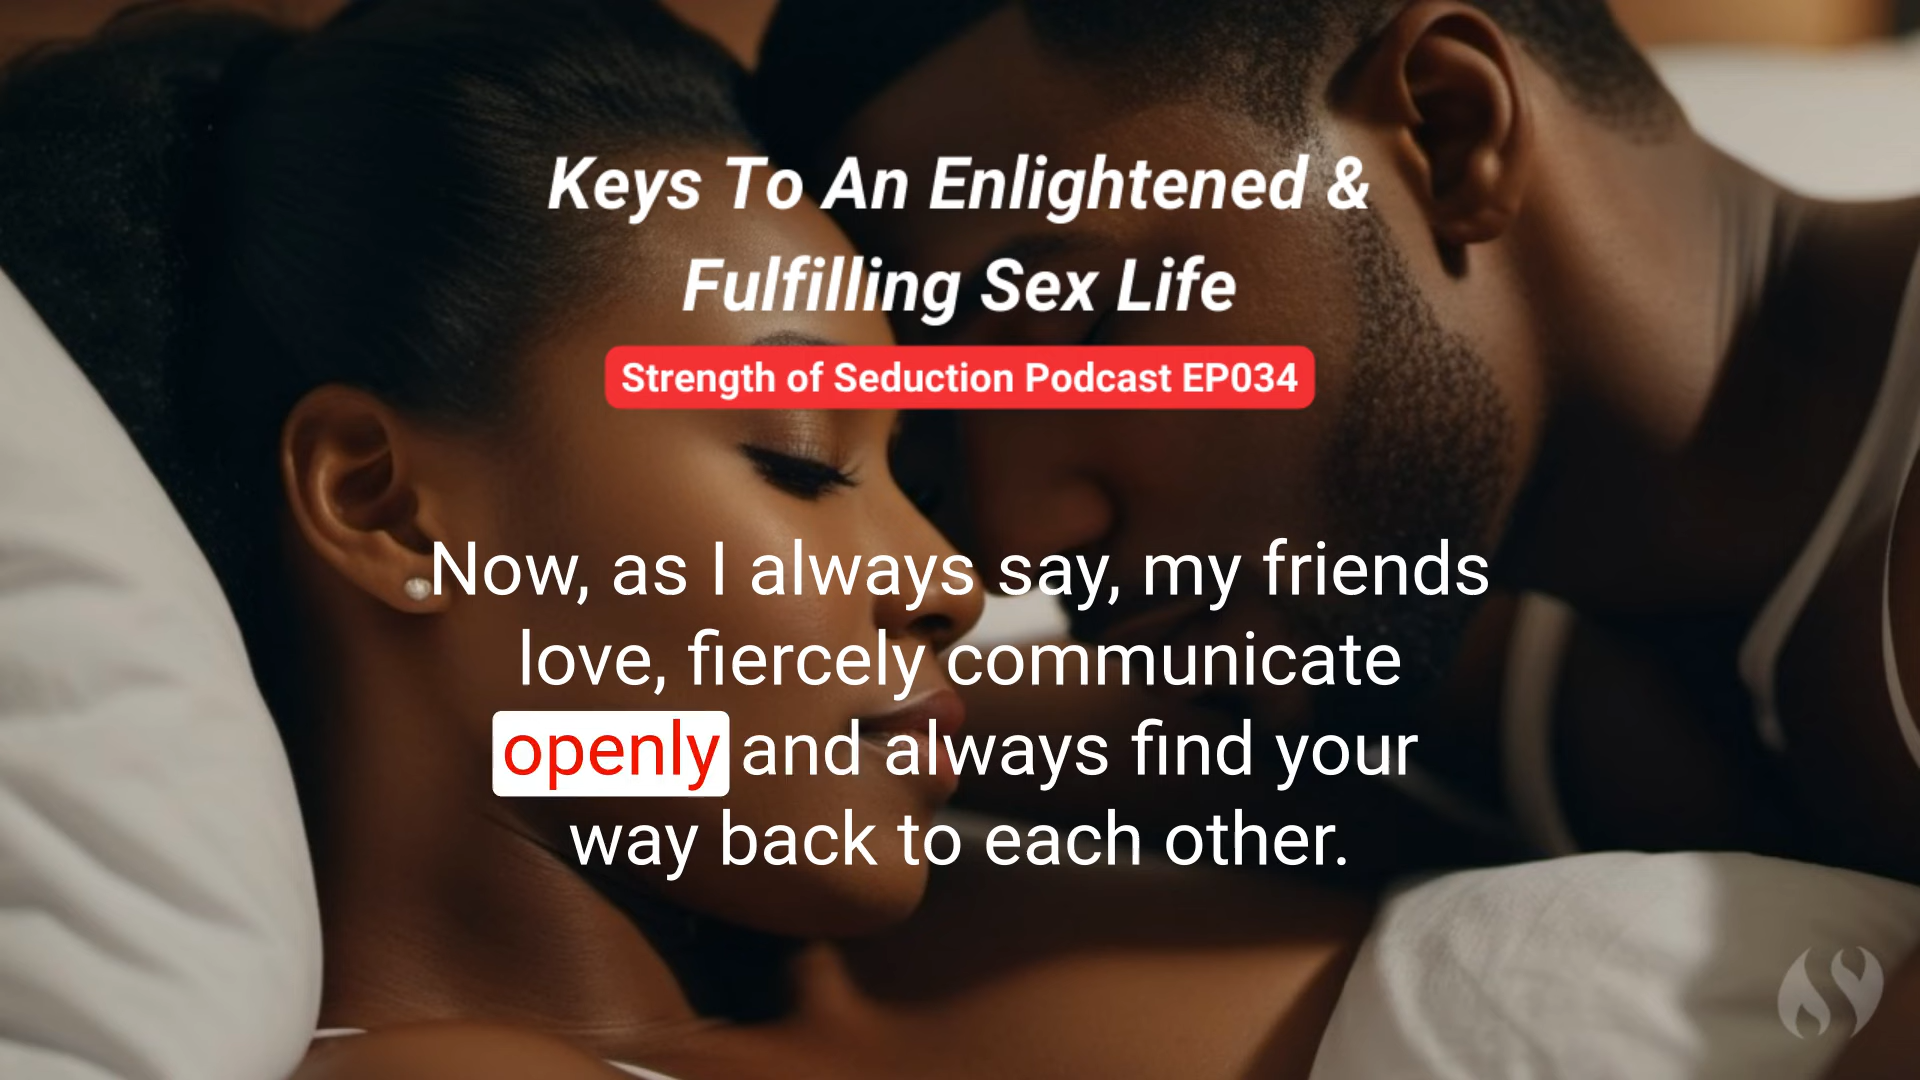 Keys To An Enlightened &
Fulfilling Sex Life
Strength of Seduction Podcast EP034
Now, as I always say, my friends
love, fiercely communicate
openly and always find your
way back to each other.